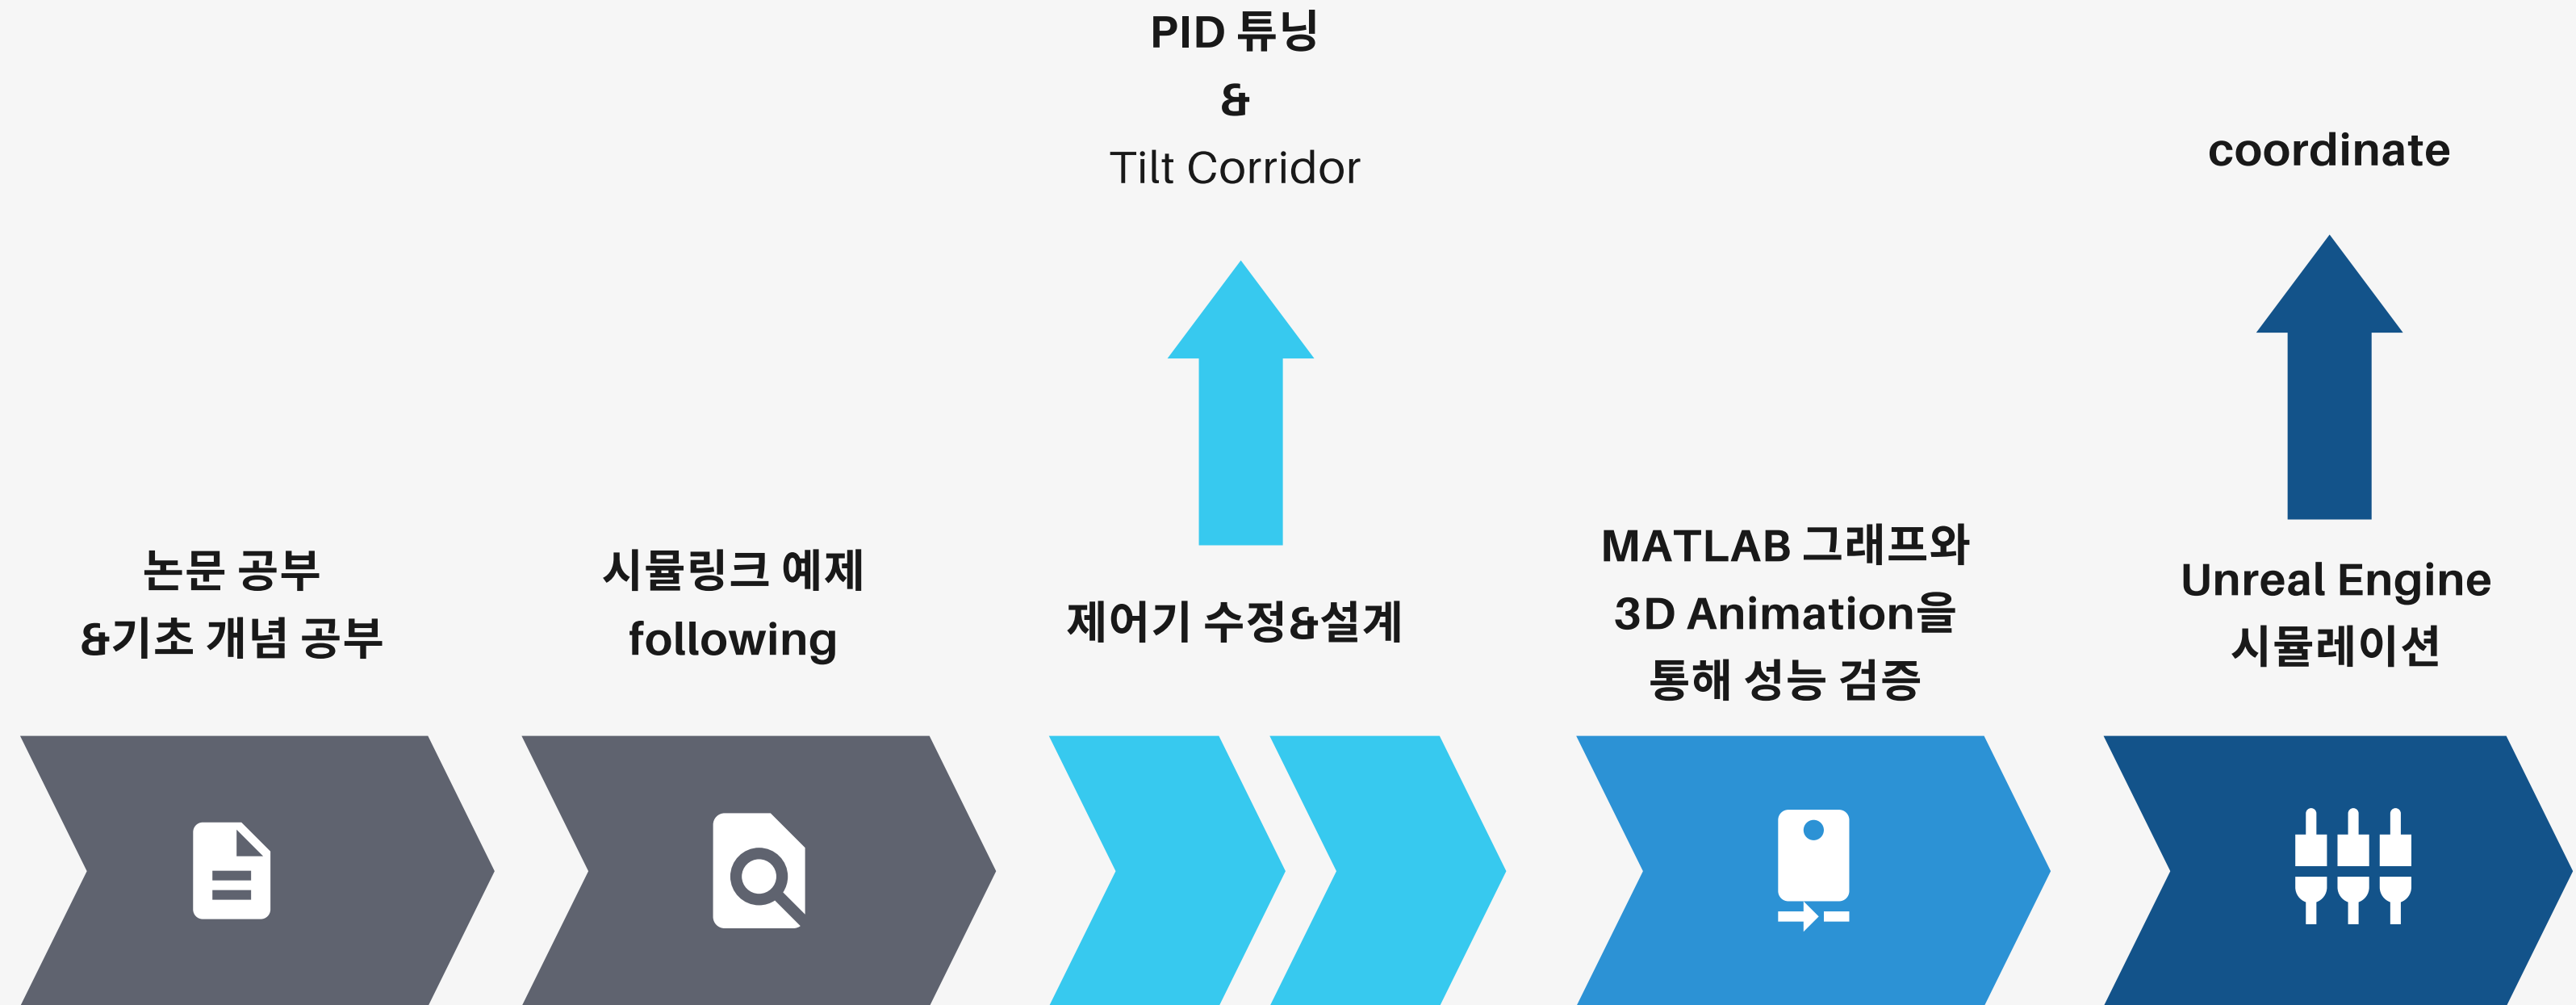 PID 튜닝
&
Tilt Corridor
coordinate
논문 공부
&기초 개념 공부
시뮬링크 예제
following
제어기 수정&설계
MATLAB 그래프와
3D Animation을
통해 성능 검증
Unreal Engine
시뮬레이션